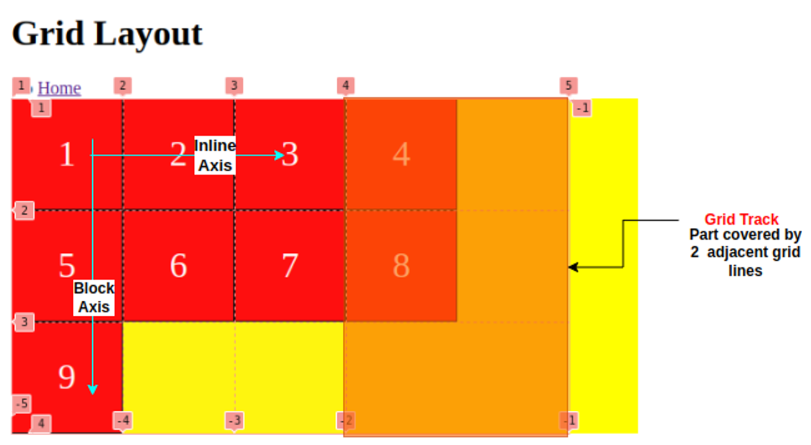 Grid Layout
1 2 3 4 5
Home
1 -1
1 2 Inline Axis 3 4
2
Grid Track
Part covered by
2 adjacent grid
lines
5 6 7 8
Block
Axis
3
9
-5
4 -4 -3 -2 -1